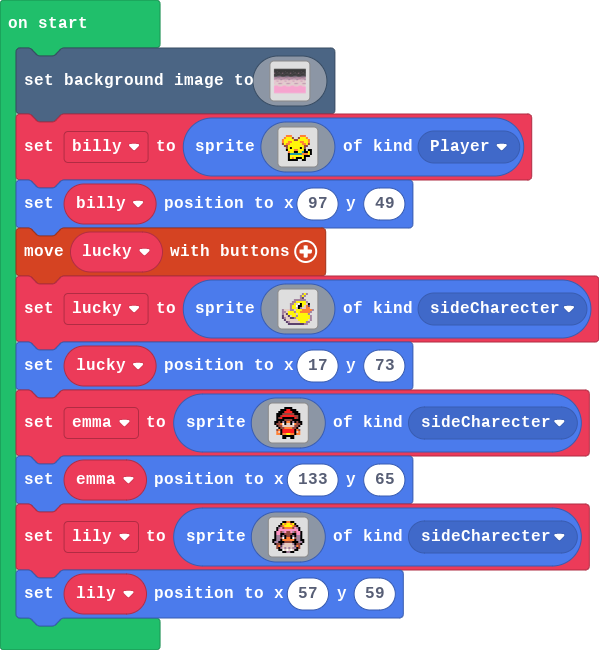 on start
set background image to
set billy to sprite of kind Player
set billy position to x 97 y 49
move lucky with buttons
set lucky to sprite of kind sideCharecter
set lucky position to x 17 y 73
set emma to sprite of kind sideCharecter
set emma position to x 133 y 65
set lily to sprite of kind sideCharecter
set lily position to x 57 y 59